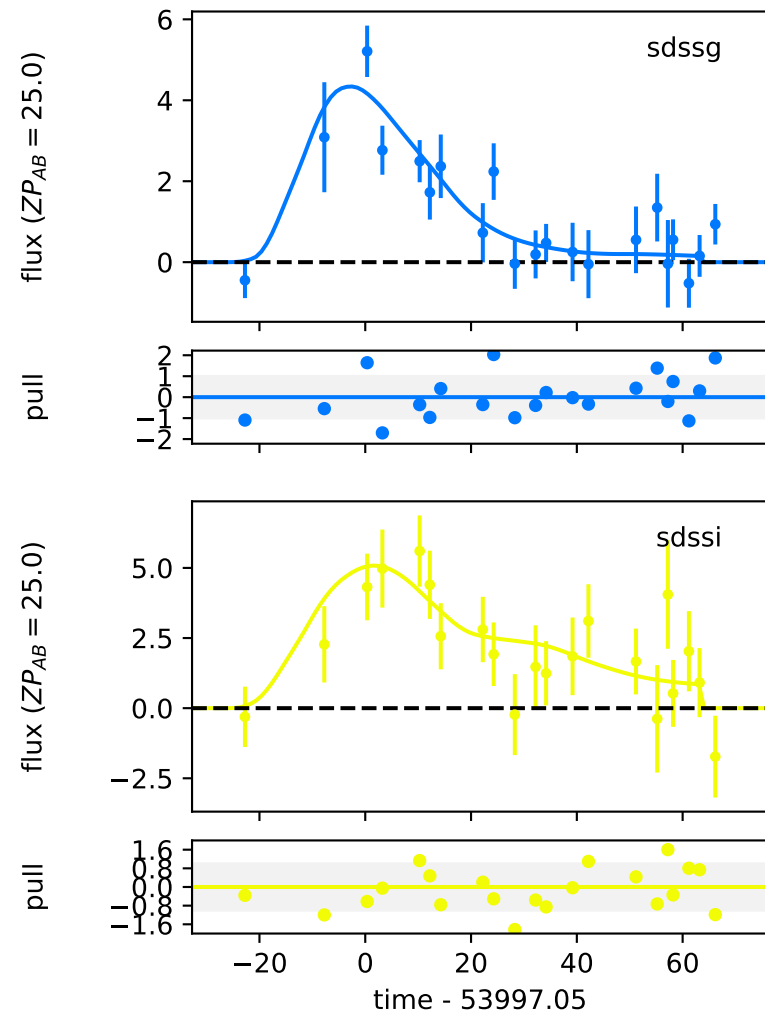 sdssg
flux (ZP_AB = 25.0)
6
4
2
0
pull
2
1
0
−1
−2
sdssi
flux (ZP_AB = 25.0)
5.0
2.5
0.0
−2.5
pull
1.6
0.8
0.0
−0.8
−1.6
−20 0 20 40 60
time - 53997.05